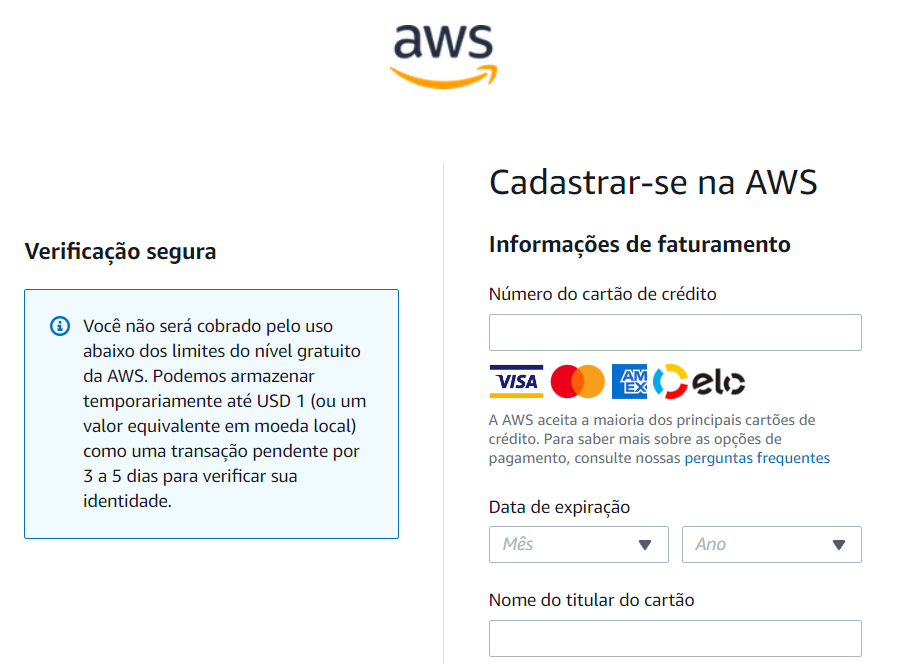 aws
Cadastrar-se na AWS
Verificação segura
Você não será cobrado pelo uso
abaixo dos limites do nível gratuito
da AWS. Podemos armazenar
temporariamente até USD 1 (ou um
valor equivalente em moeda local)
como uma transação pendente por
3 a 5 dias para verificar sua
identidade.
Informações de faturamento
Número do cartão de crédito
VISA AM EX elo
A AWS aceita a maioria dos principais cartões de
crédito. Para saber mais sobre as opções de
pagamento, consulte nossas perguntas frequentes
Data de expiração
Mês Ano
Nome do titular do cartão